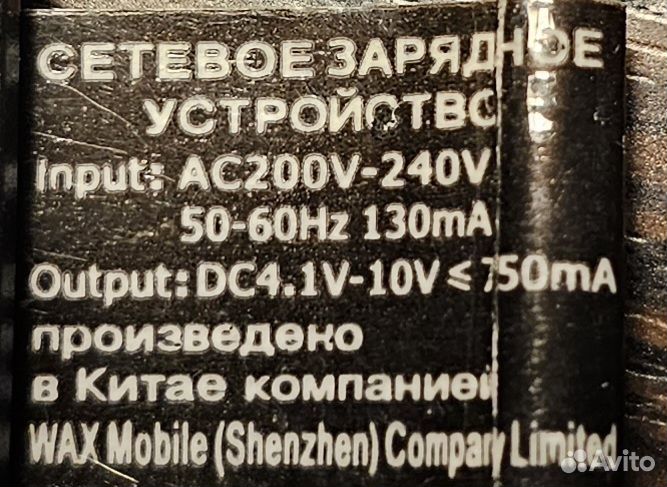 СЕТЕВОЕ ЗАРЯДНОЕ
УСТРОЙСТВО
Input: AC200V-240V
50-60Hz 130mA
Output: DC4.1V-10V ≤ 750mA
произведено
в Китае компанией
WAX Mobile (Shenzhen) Company Limited
Avito